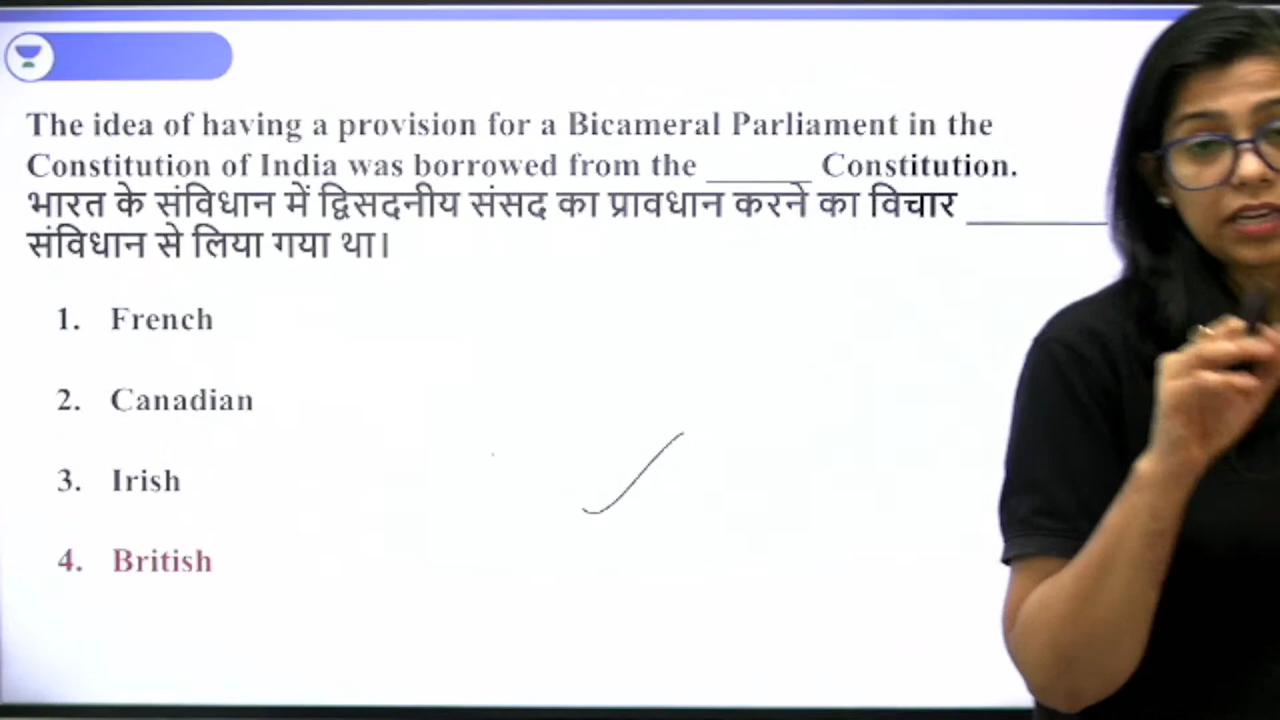 The idea of having a provision for a Bicameral Parliament in the
Constitution of India was borrowed from the ______ Constitution.
भारत के संविधान में द्विसदनीय संसद का प्रावधान करने का विचार ________
संविधान से लिया गया था।
1. French
2. Canadian
3. Irish
4. British